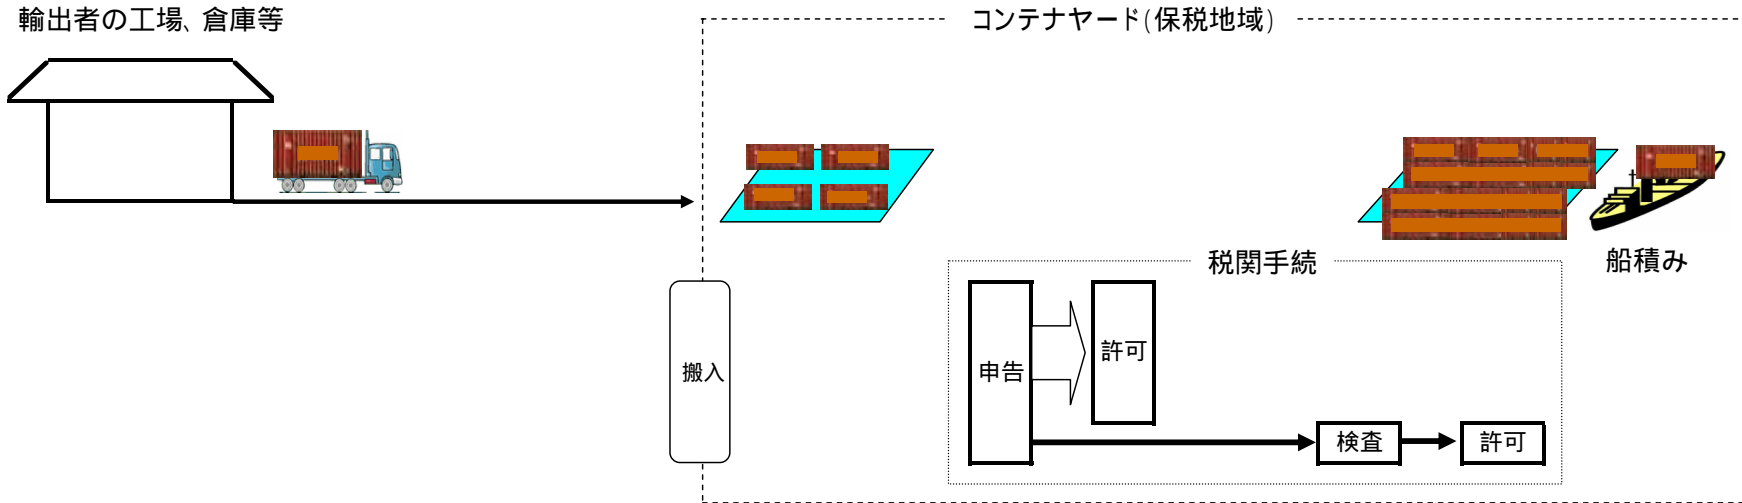 輸出者の工場、倉庫等
コンテナヤード(保税地域)
税関手続
船積み
搬入
申告
許可
検査
許可